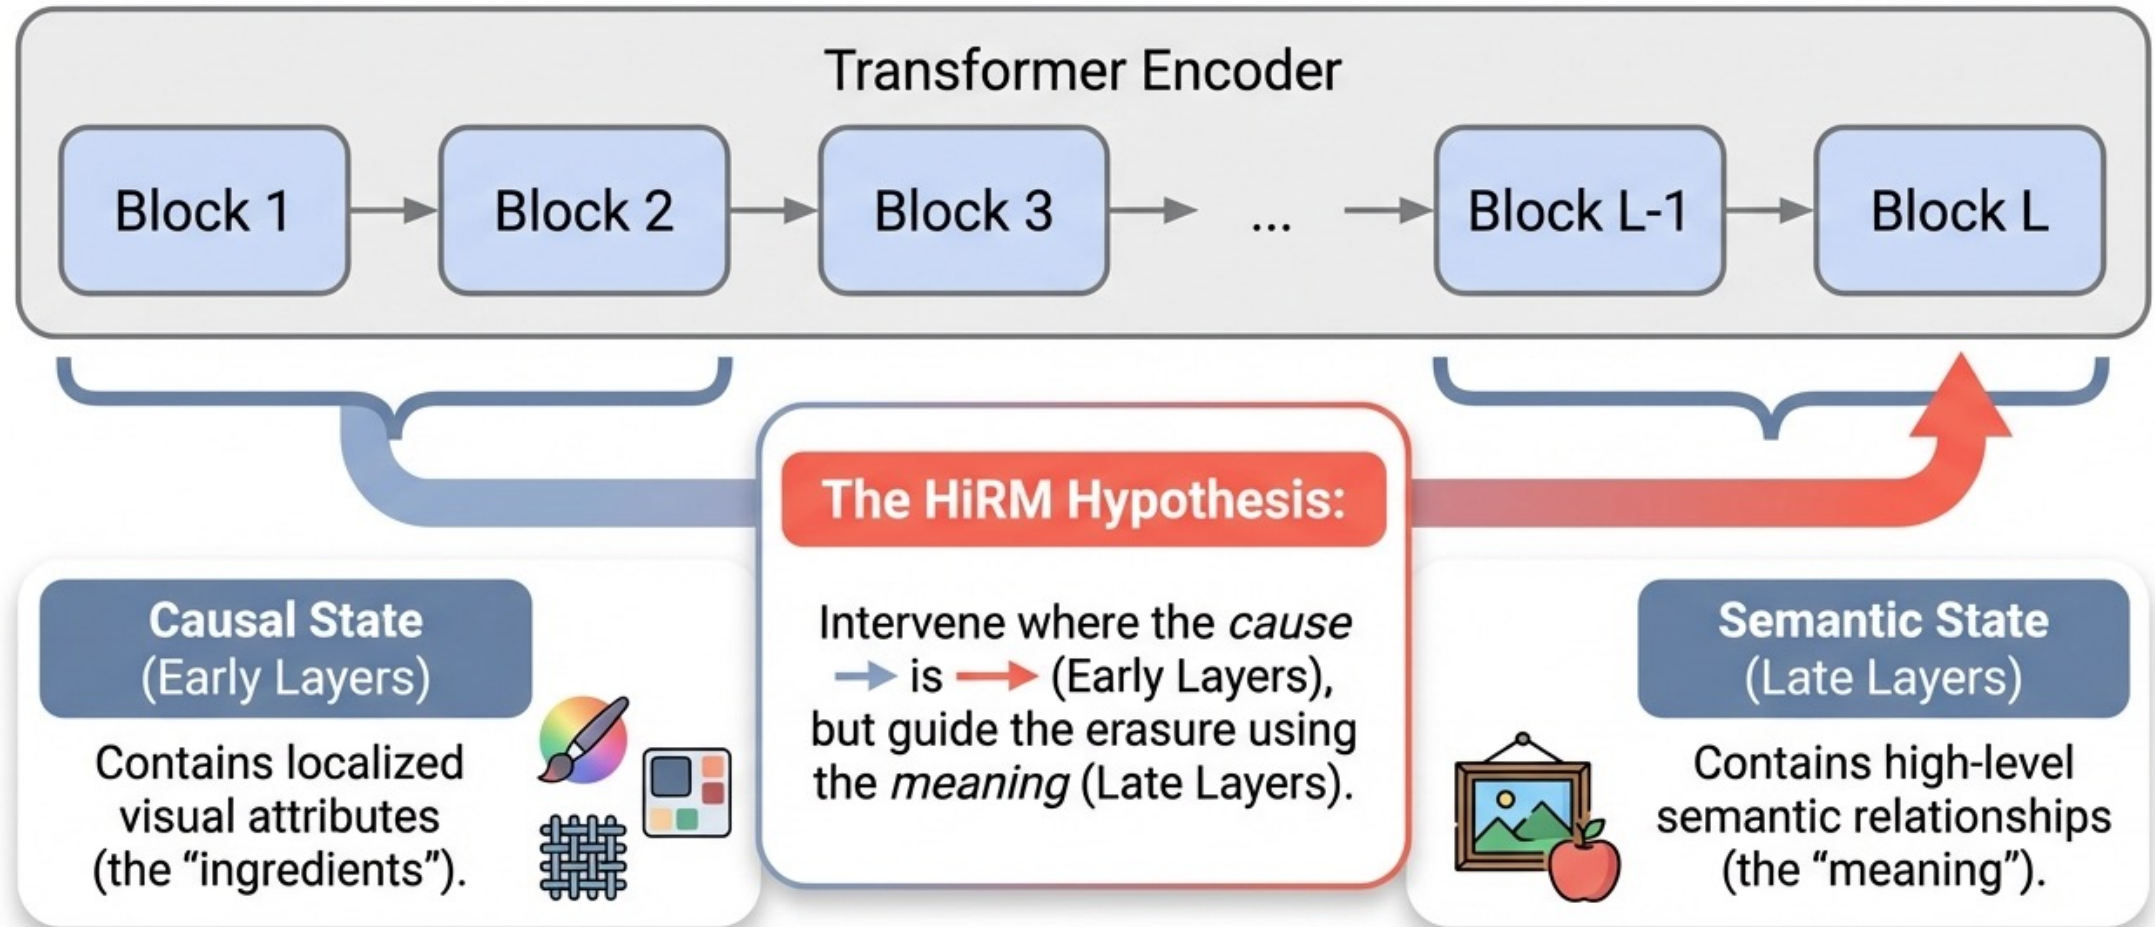 Transformer Encoder
Block 1
Block 2
Block 3
...
Block L-1
Block L
Causal State
(Early Layers)
Contains localized
visual attributes
(the “ingredients”).
The HiRM Hypothesis:
Intervene where the cause
→ is → (Early Layers),
but guide the erasure using
the meaning (Late Layers).
Semantic State
(Late Layers)
Contains high-level
semantic relationships
(the “meaning”).